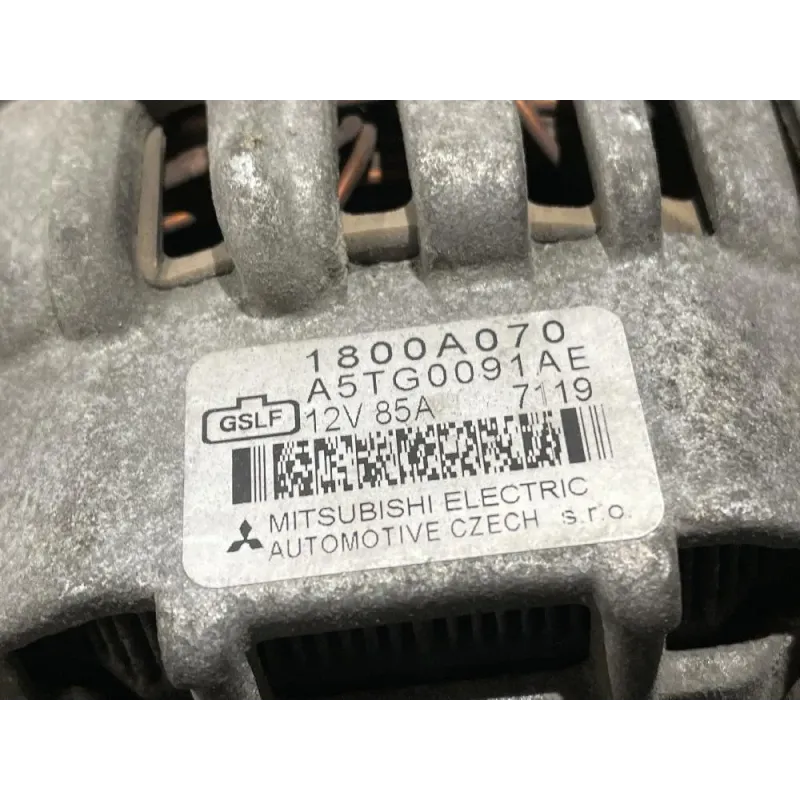 1800A070
A5TG0091AE
GSLF 12V 85A 7119
MITSUBISHI ELECTRIC
AUTOMOTIVE CZECH s.r.o.